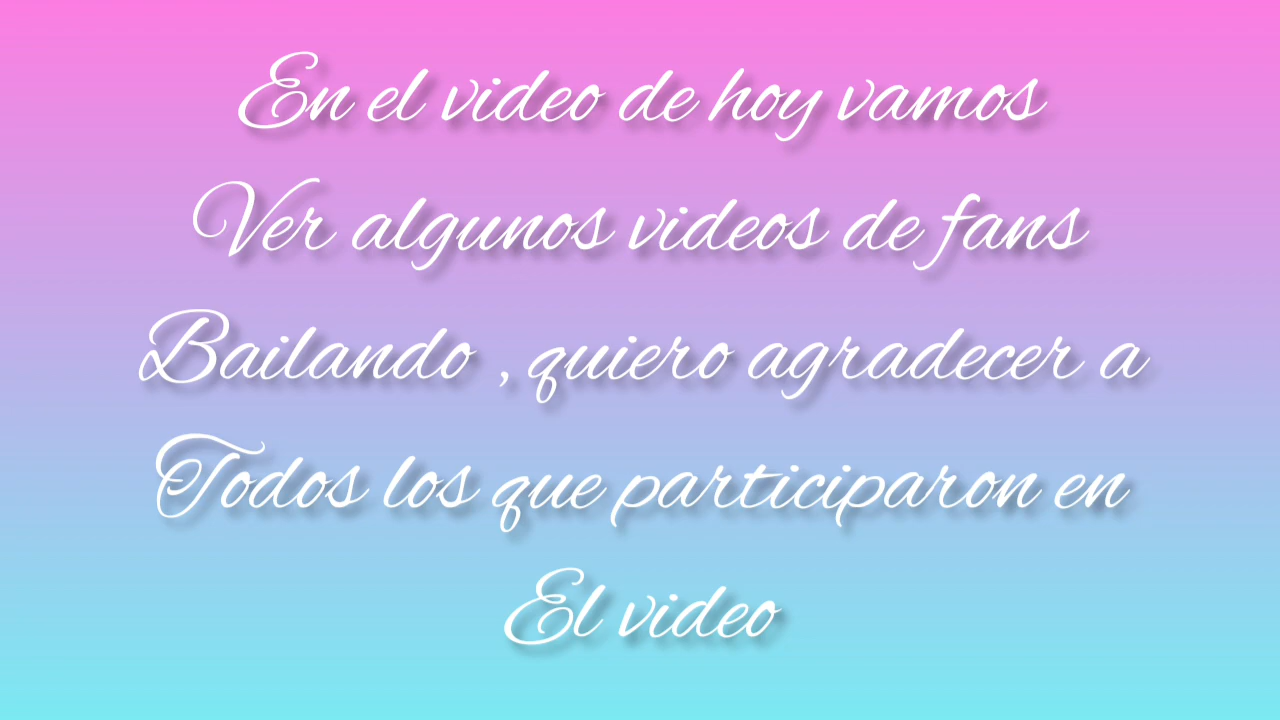 En el video de hoy vamos
Ver algunos videos de fans
Bailando , quiero agradecer a
Todos los que participaron en
El video